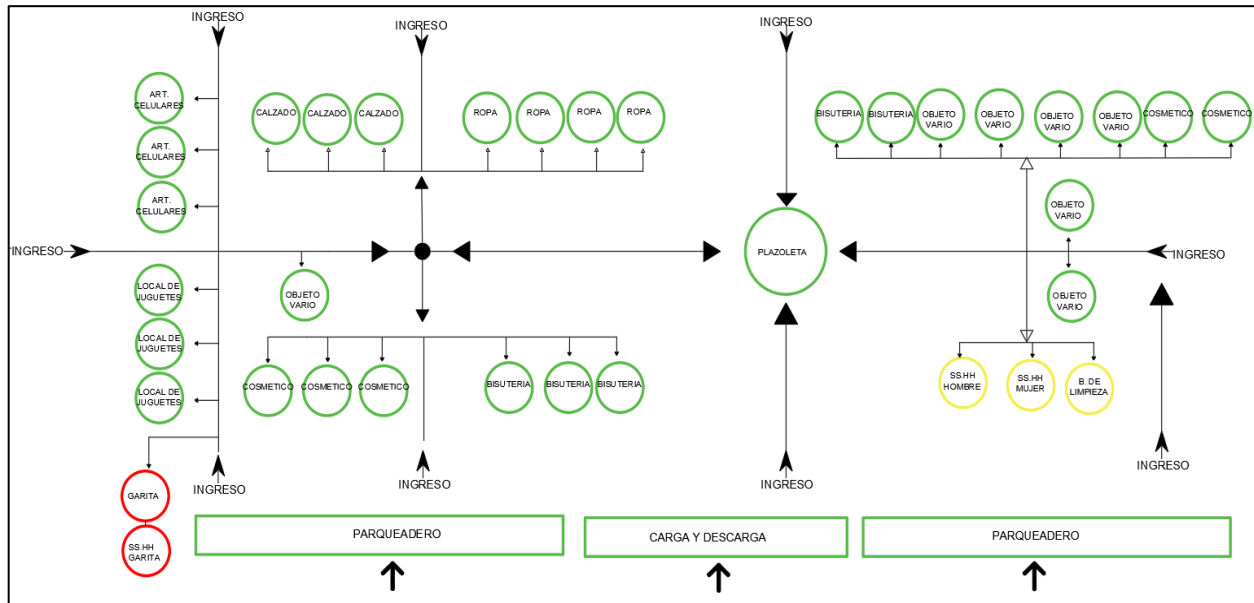 INGRESO
INGRESO
INGRESO
ART.
CELULARES
ART.
CELULARES
ART.
CELULARES
CALZADO
CALZADO
CALZADO
ROPA
ROPA
ROPA
ROPA
BISUTERIA
BISUTERIA
OBJETO
VARIO
OBJETO
VARIO
OBJETO
VARIO
OBJETO
VARIO
COSMETICO
COSMETICO
OBJETO
VARIO
INGRESO
PLAZOLETA
INGRESO
LOCAL DE
JUGUETES
LOCAL DE
JUGUETES
LOCAL DE
JUGUETES
OBJETO
VARIO
OBJETO
VARIO
COSMETICO
COSMETICO
COSMETICO
BISUTERIA
BISUTERIA
BISUTERIA
SS.HH
HOMBRE
SS.HH
MUJER
B. DE
LIMPIEZA
INGRESO
INGRESO
INGRESO
INGRESO
GARITA
SS.HH
GARITA
PARQUEADERO
CARGA Y DESCARGA
PARQUEADERO